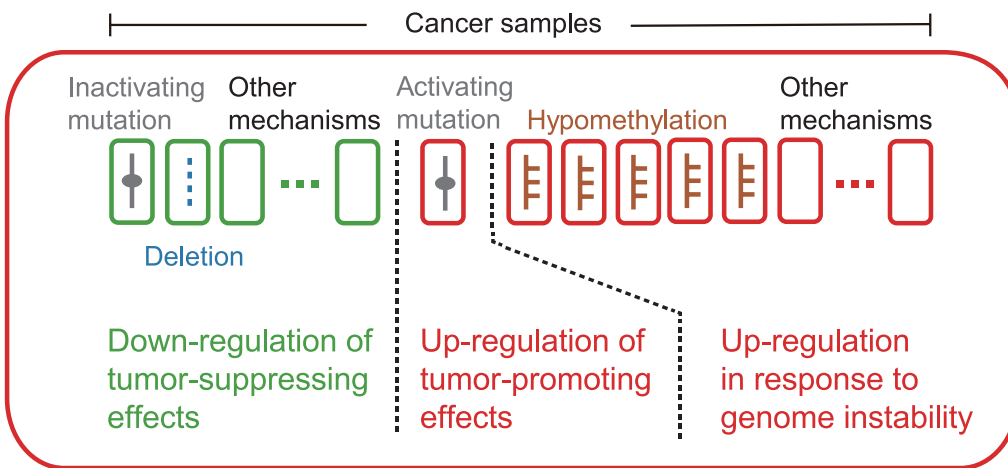 Cancer samples
Inactivating
mutation
Other
mechanisms
Activating
mutation
Hypomethylation
Other
mechanisms
Deletion
Down-regulation of
tumor-suppressing
effects
Up-regulation of
tumor-promoting
effects
Up-regulation
in response to
genome instability